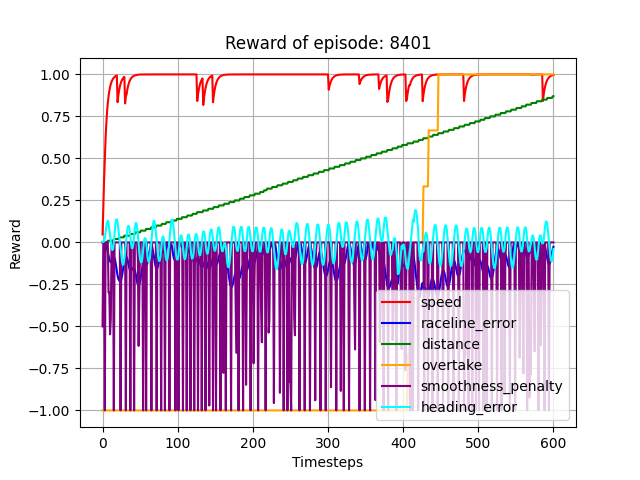 Reward of episode: 8401
1.00
0.75
0.50
0.25
0.00
−0.25
−0.50
−0.75
−1.00
Reward
speed
raceline_error
distance
overtake
smoothness_penalty
heading_error
0 100 200 300 400 500 600
Timesteps